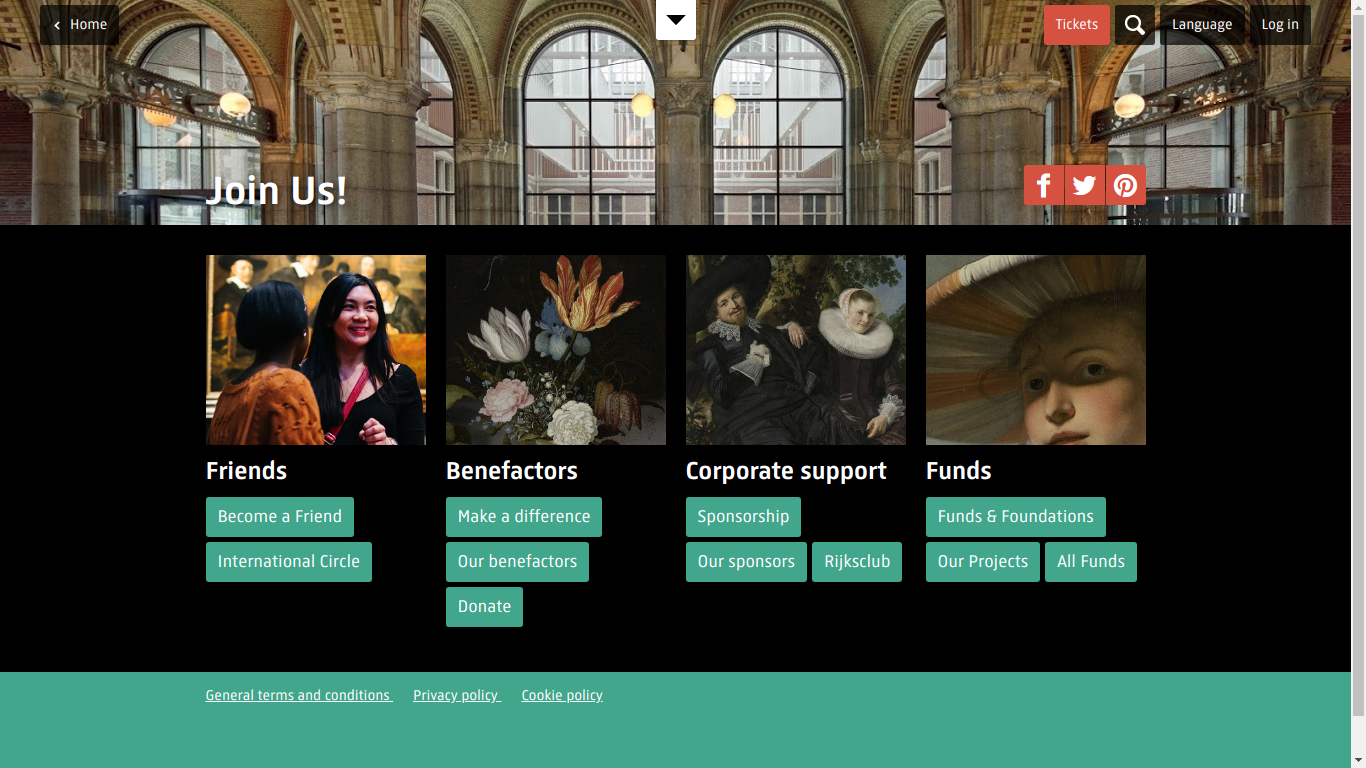 Home
Tickets
Language
Log in
Join Us!
Friends
Become a Friend
International Circle
Benefactors
Make a difference
Our benefactors
Donate
Corporate support
Sponsorship
Our sponsors Rijksclub
Funds
Funds & Foundations
Our Projects All Funds
General terms and conditions Privacy policy Cookie policy